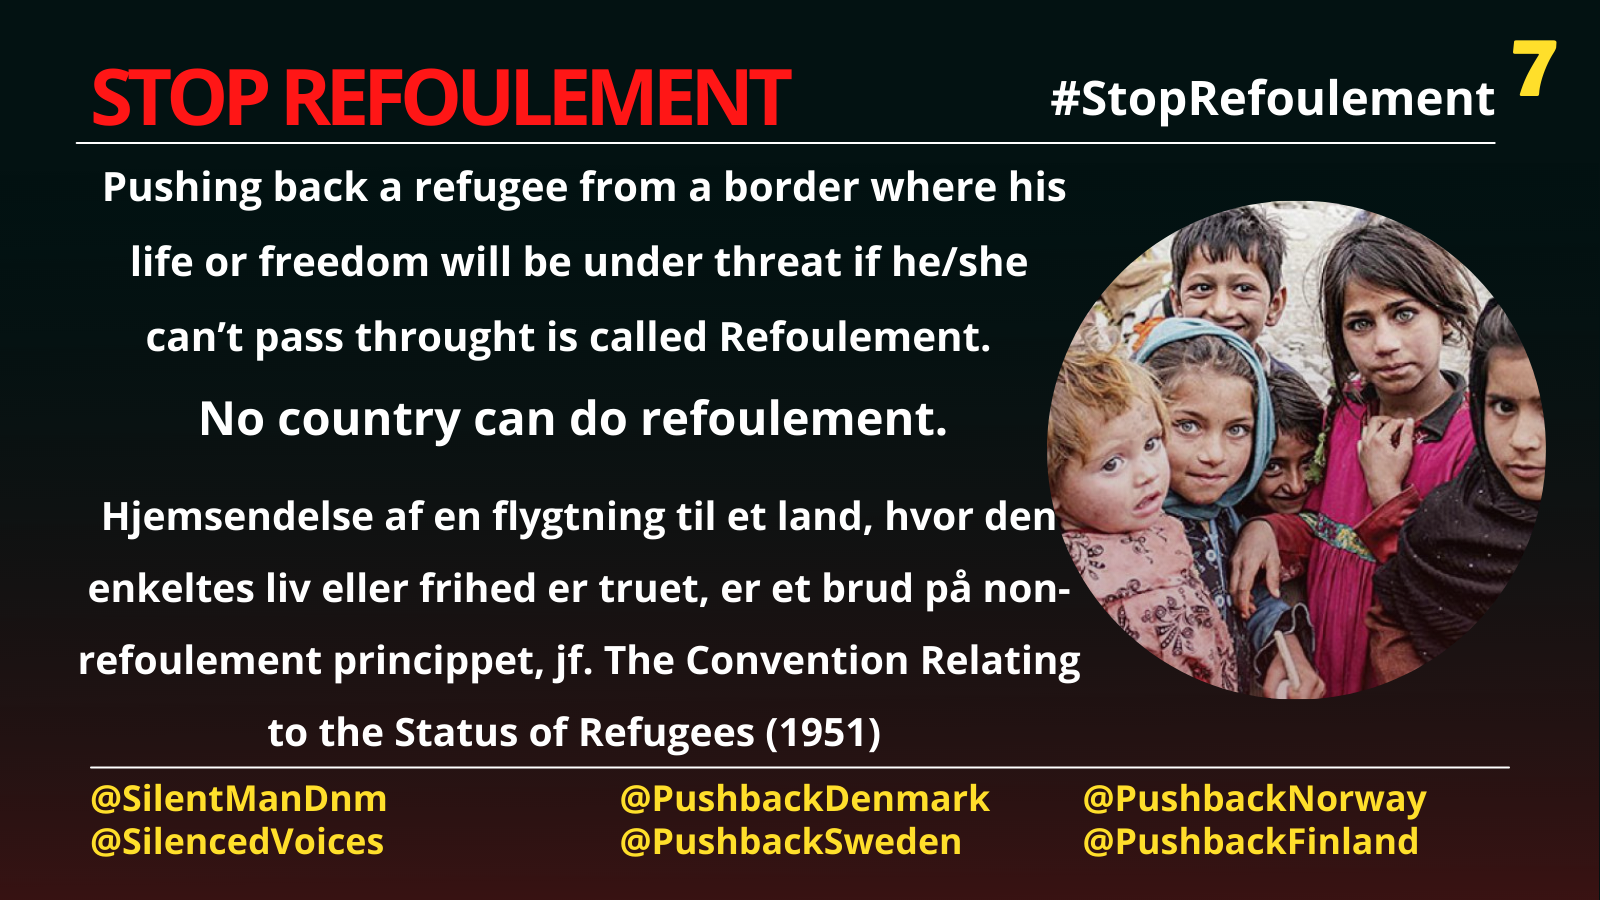 STOP REFOULEMENT
#StopRefoulement
7
Pushing back a refugee from a border where his
life or freedom will be under threat if he/she
can’t pass throught is called Refoulement.
No country can do refoulement.
Hjemsendelse af en flygtning til et land, hvor den
enkeltes liv eller frihed er truet, er et brud på non-
refoulement princippet, jf. The Convention Relating
to the Status of Refugees (1951)
@SilentManDnm
@SilencedVoices
@PushbackDenmark
@PushbackSweden
@PushbackNorway
@PushbackFinland